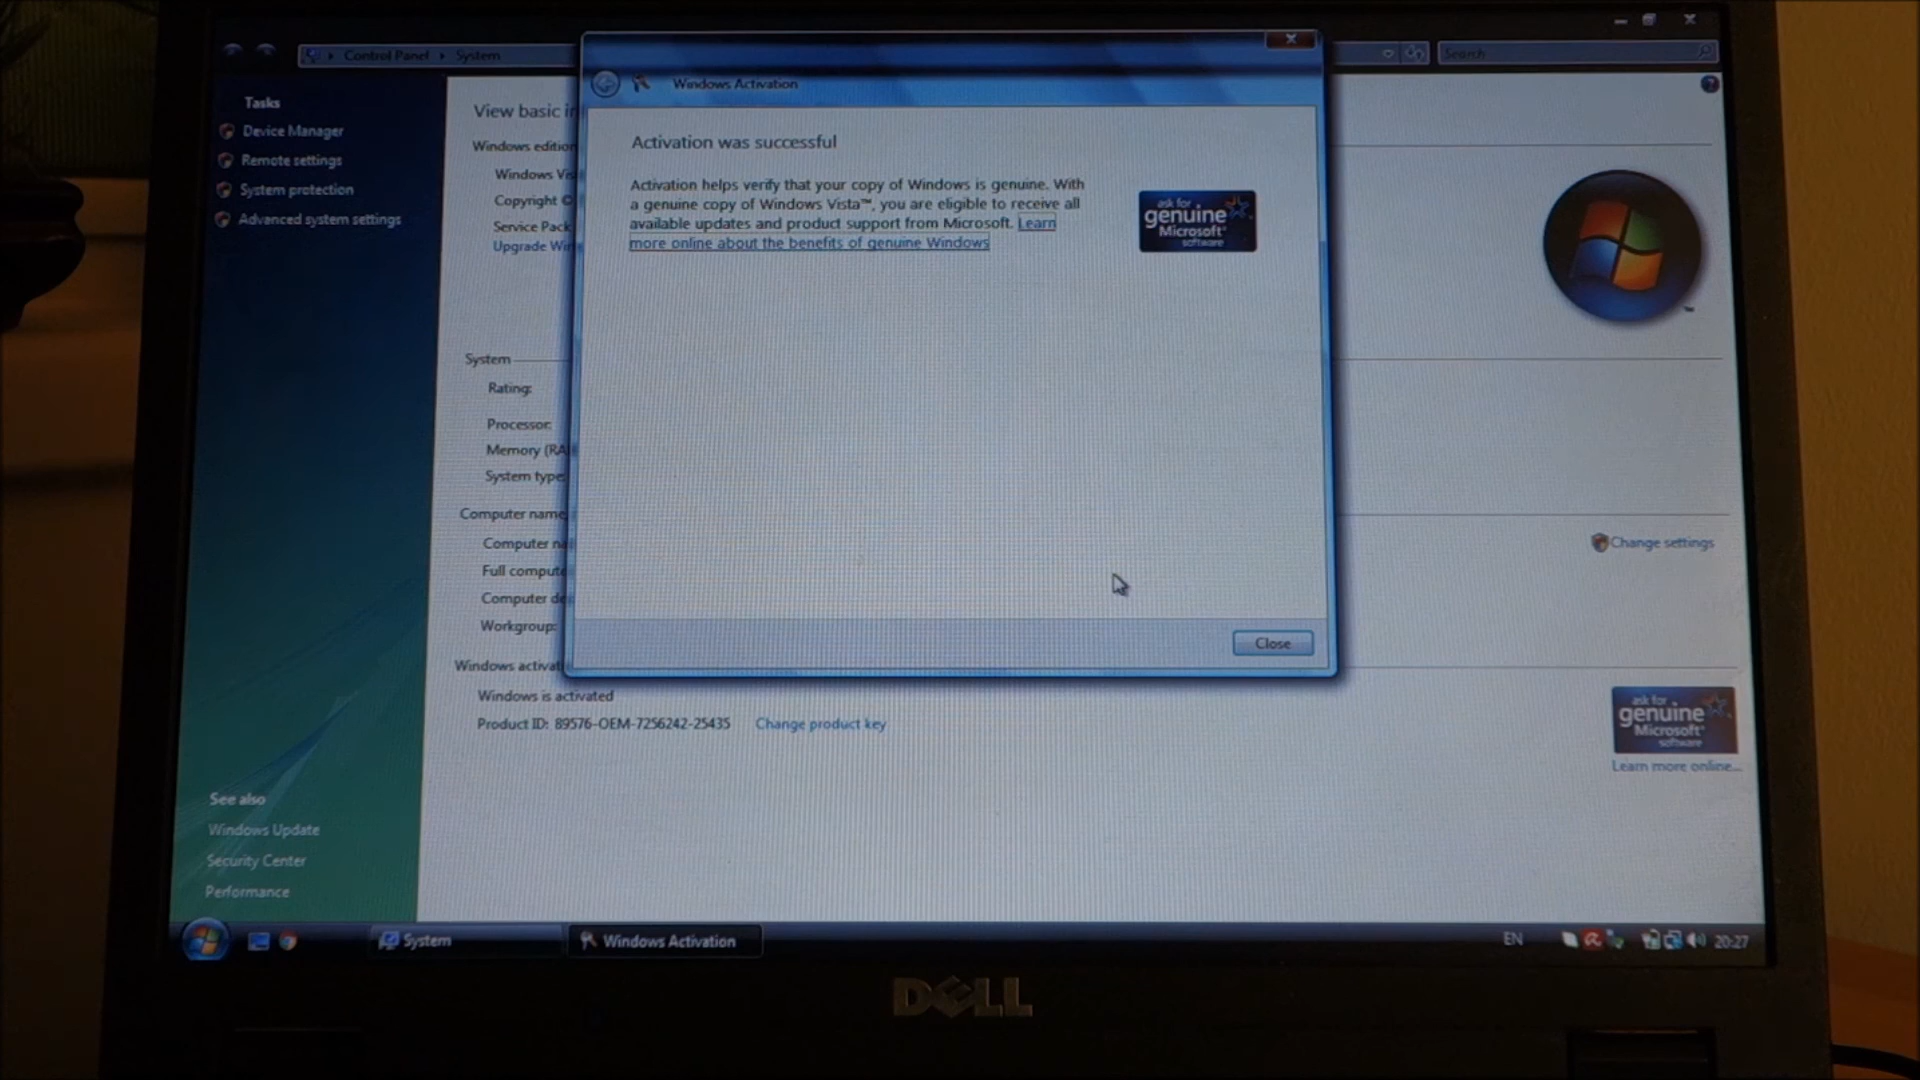 Control Panel
System
Search
Windows Activation
Tasks
Device Manager
Remote settings
System protection
Advanced system settings
View basic in
Windows edition
Windows Vis
Copyright ©
Service Pack
Upgrade Win
Activation was successful
Activation helps verify that your copy of Windows is genuine. With
a genuine copy of Windows Vista™, you are eligible to receive all
available updates and product support from Microsoft. Learn
more online about the benefits of genuine Windows
ask for
genuine
Microsoft®
software
System
Rating:
Processor:
Memory (RA
System type:
Computer name,
Computer na
Full compute
Computer de
Workgroup:
Change settings
Close
Windows activat
Windows is activated
Product ID: 89576-OEM-7256242-25435 Change product key
ask for
genuine
Microsoft®
software
Learn more online...
See also
Windows Update
Security Center
Performance
System
Windows Activation
EN
20:27
DELL